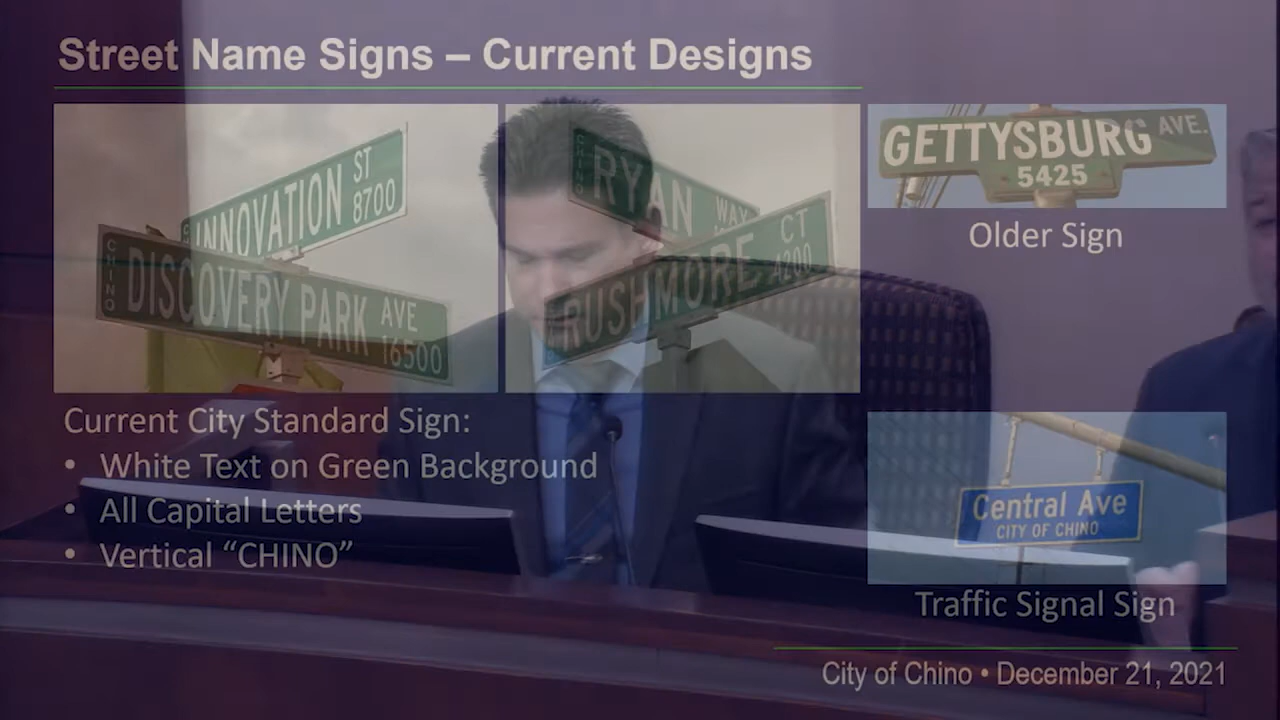 Street Name Signs – Current Designs
CHINO
INNOVATION ST 8700
CHINO
DISCOVERY PARK AVE 16500
CHINO
RYAN WAY
RUSHMORE CT 4200
GETTYSBURG AVE.
5425
Older Sign
Current City Standard Sign:
• White Text on Green Background
• All Capital Letters
• Vertical “CHINO”
Central Ave
CITY OF CHINO
Traffic Signal Sign
City of Chino • December 21, 2021